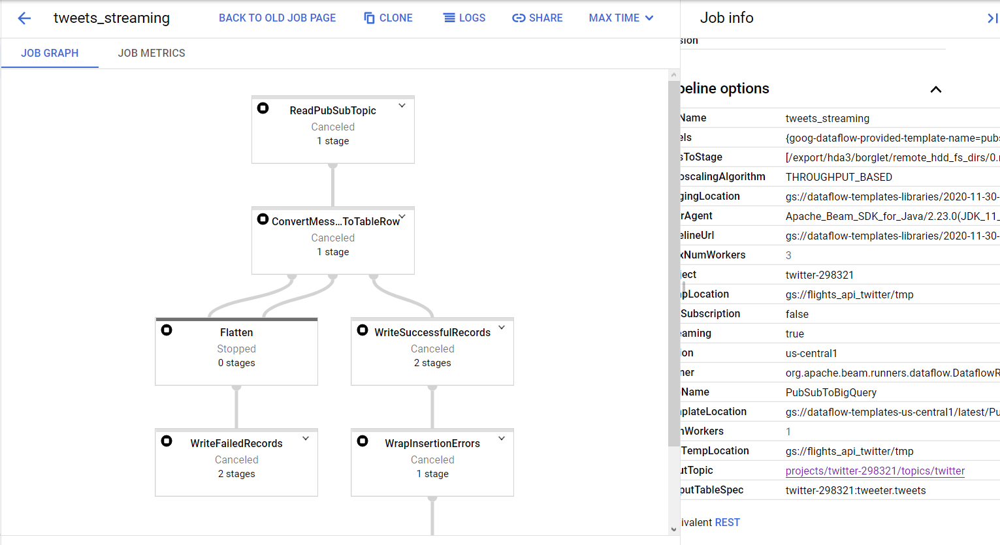 tweets_streaming
BACK TO OLD JOB PAGE
CLONE
LOGS
SHARE
MAX TIME
JOB GRAPH
JOB METRICS
ReadPubSubTopic
Canceled
1 stage
ConvertMess...ToTableRow
Canceled
1 stage
Flatten
Stopped
0 stages
WriteSuccessfulRecords
Canceled
2 stages
WriteFailedRecords
Canceled
2 stages
WrapInsertionErrors
Canceled
1 stage
Job info
sion
peline options
Name tweets_streaming
els {goog-dataflow-provided-template-name=pubs
sToStage [/export/hda3/borglet/remote_hdd_fs_dirs/0.
oscalingAlgorithm THROUGHPUT_BASED
gingLocation gs://dataflow-templates-libraries/2020-11-30-
rAgent Apache_Beam_SDK_for_Java/2.23.0(JDK_11_
elineUrl gs://dataflow-templates-libraries/2020-11-30-
xNumWorkers 3
ject twitter-298321
npLocation gs://flights_api_twitter/tmp
Subscription false
eaming true
ion us-central1
ner org.apache.beam.runners.dataflow.DataflowR
Name PubSubToBigQuery
nplateLocation gs://dataflow-templates-us-central1/latest/Pu
nWorkers 1
TempLocation gs://flights_api_twitter/tmp
utTopic projects/twitter-298321/topics/twitter
putTableSpec twitter-298321:tweeter.tweets
ivalent REST